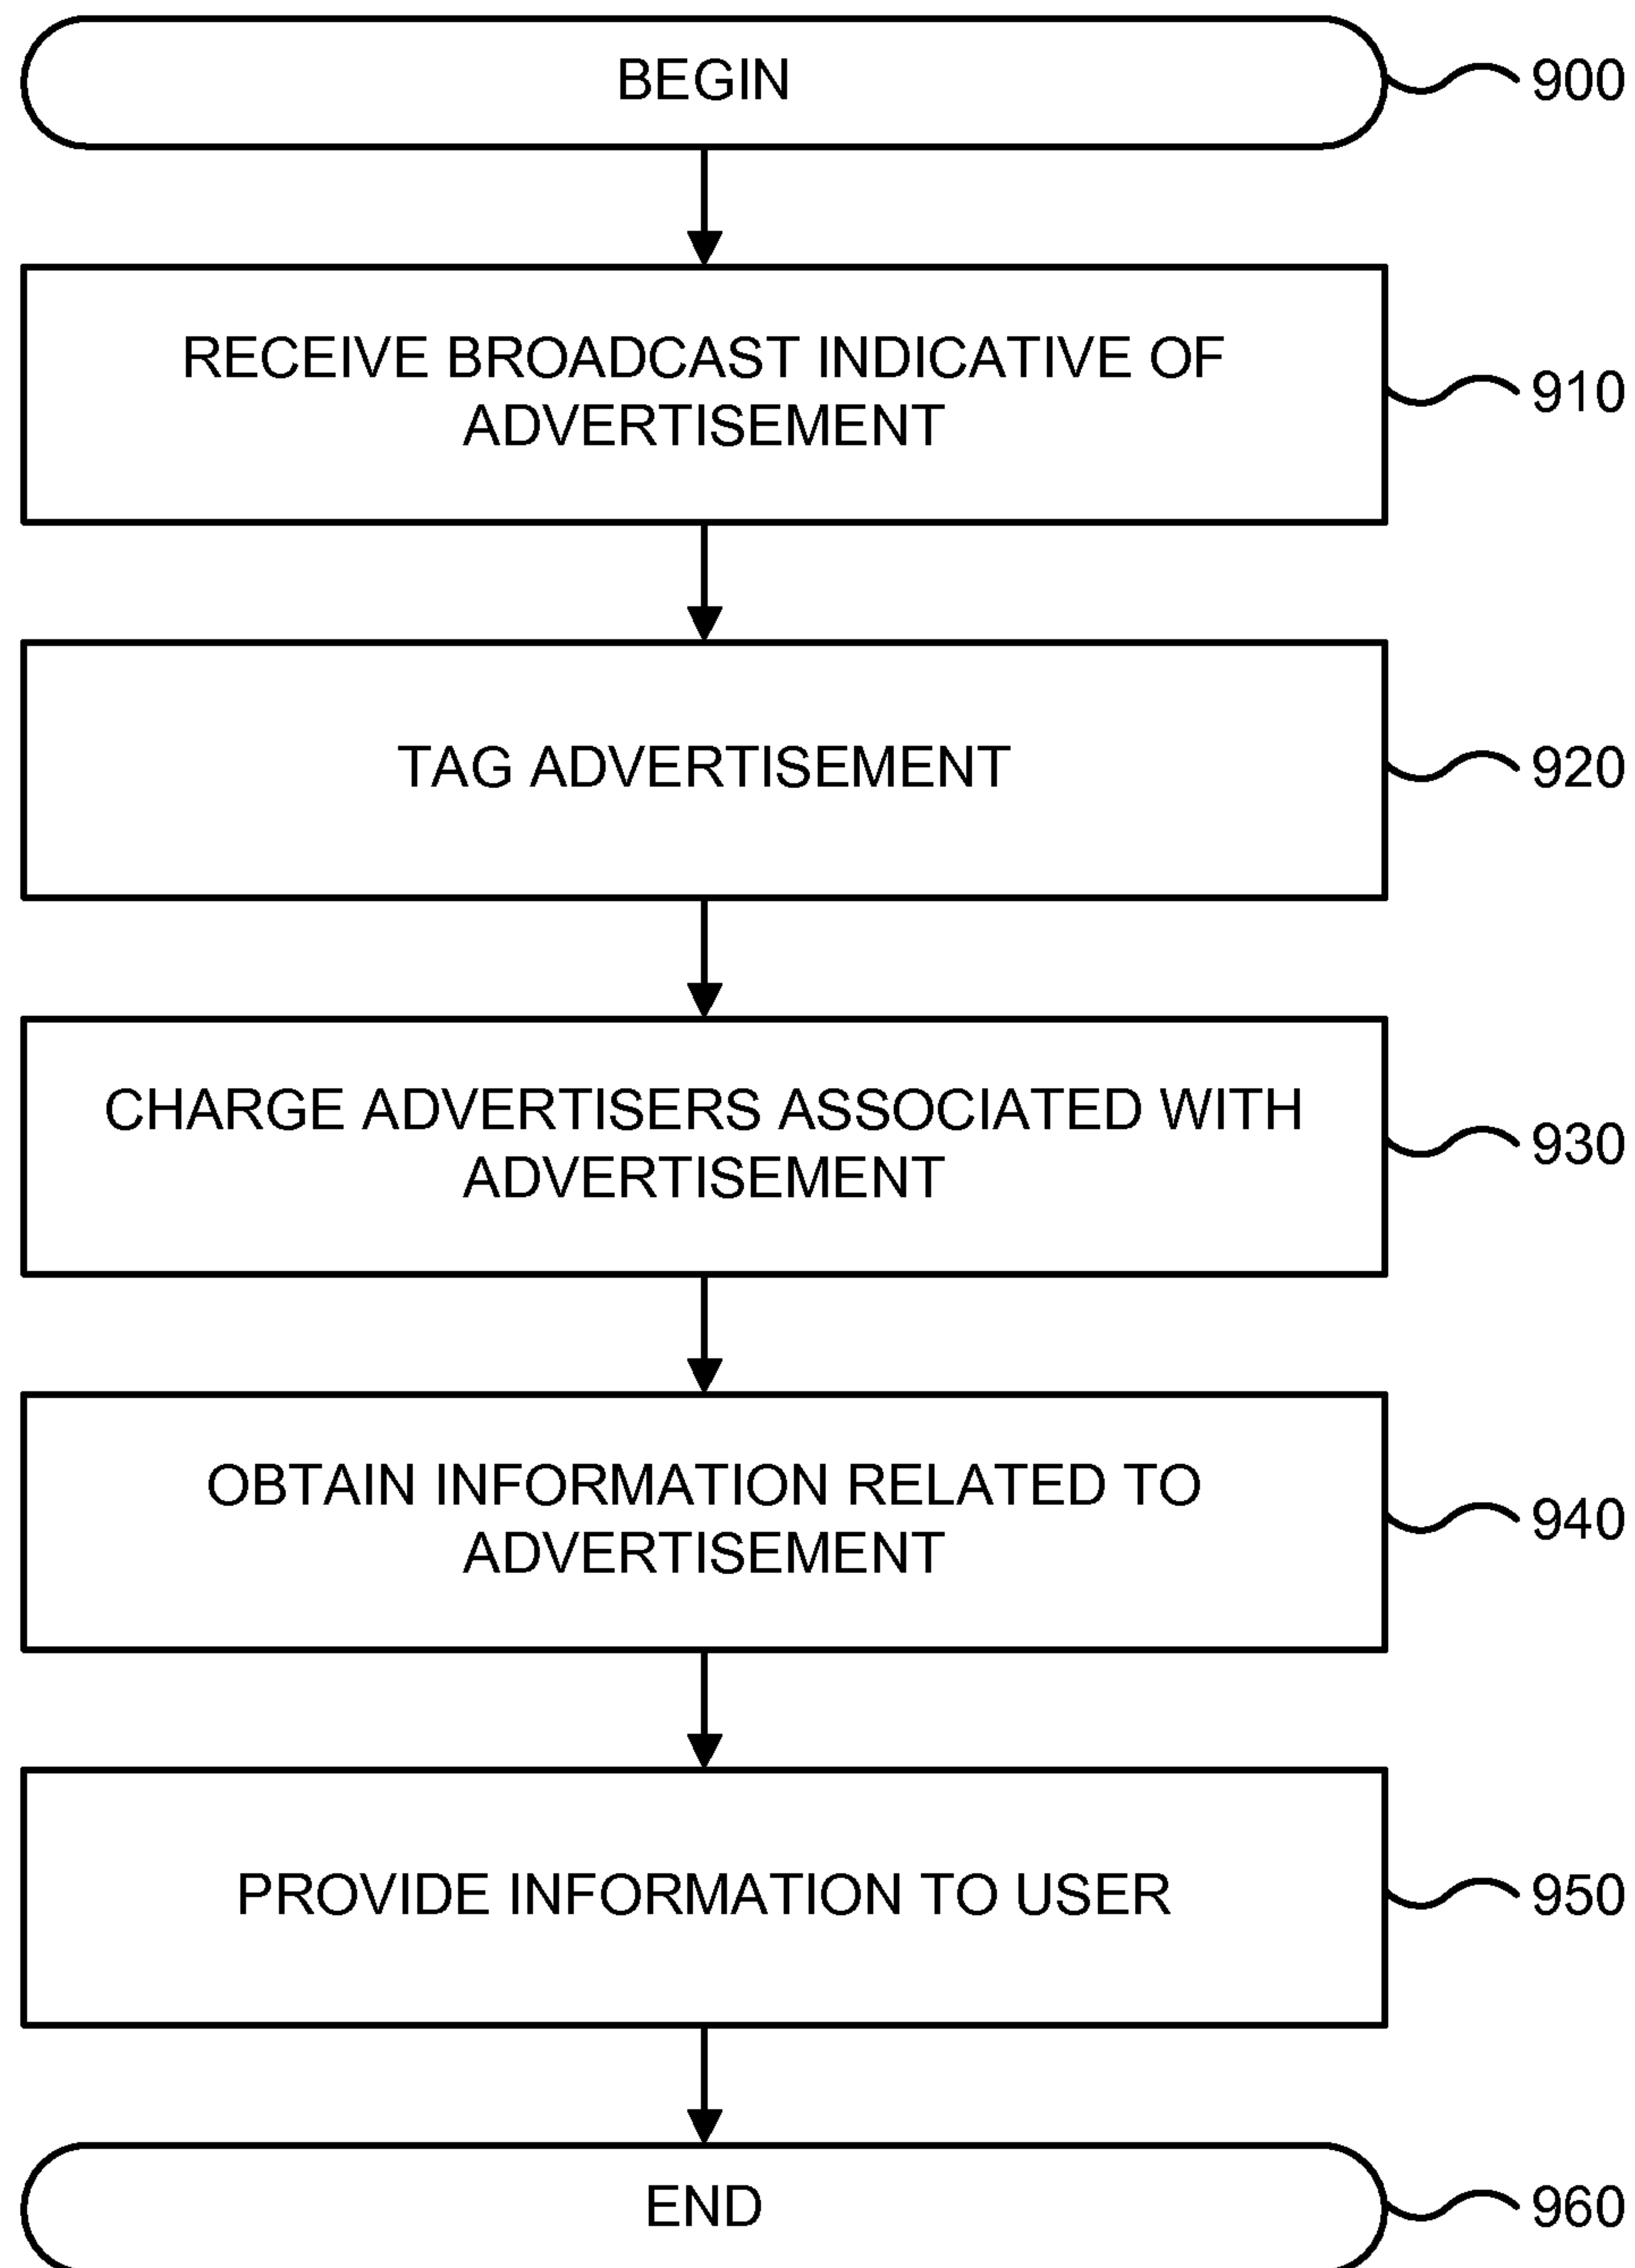 BEGIN
900
RECEIVE BROADCAST INDICATIVE OF
ADVERTISEMENT
910
TAG ADVERTISEMENT
920
CHARGE ADVERTISERS ASSOCIATED WITH
ADVERTISEMENT
930
OBTAIN INFORMATION RELATED TO
ADVERTISEMENT
940
PROVIDE INFORMATION TO USER
950
END
960